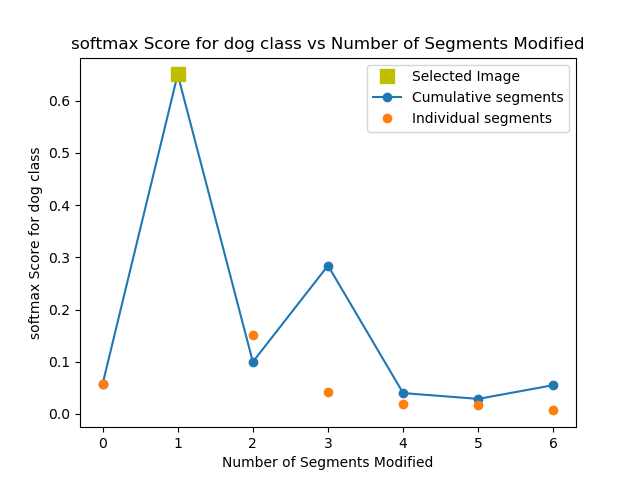 softmax Score for dog class vs Number of Segments Modified
Selected Image
Cumulative segments
Individual segments
softmax Score for dog class
0.6
0.5
0.4
0.3
0.2
0.1
0.0
0 1 2 3 4 5 6
Number of Segments Modified